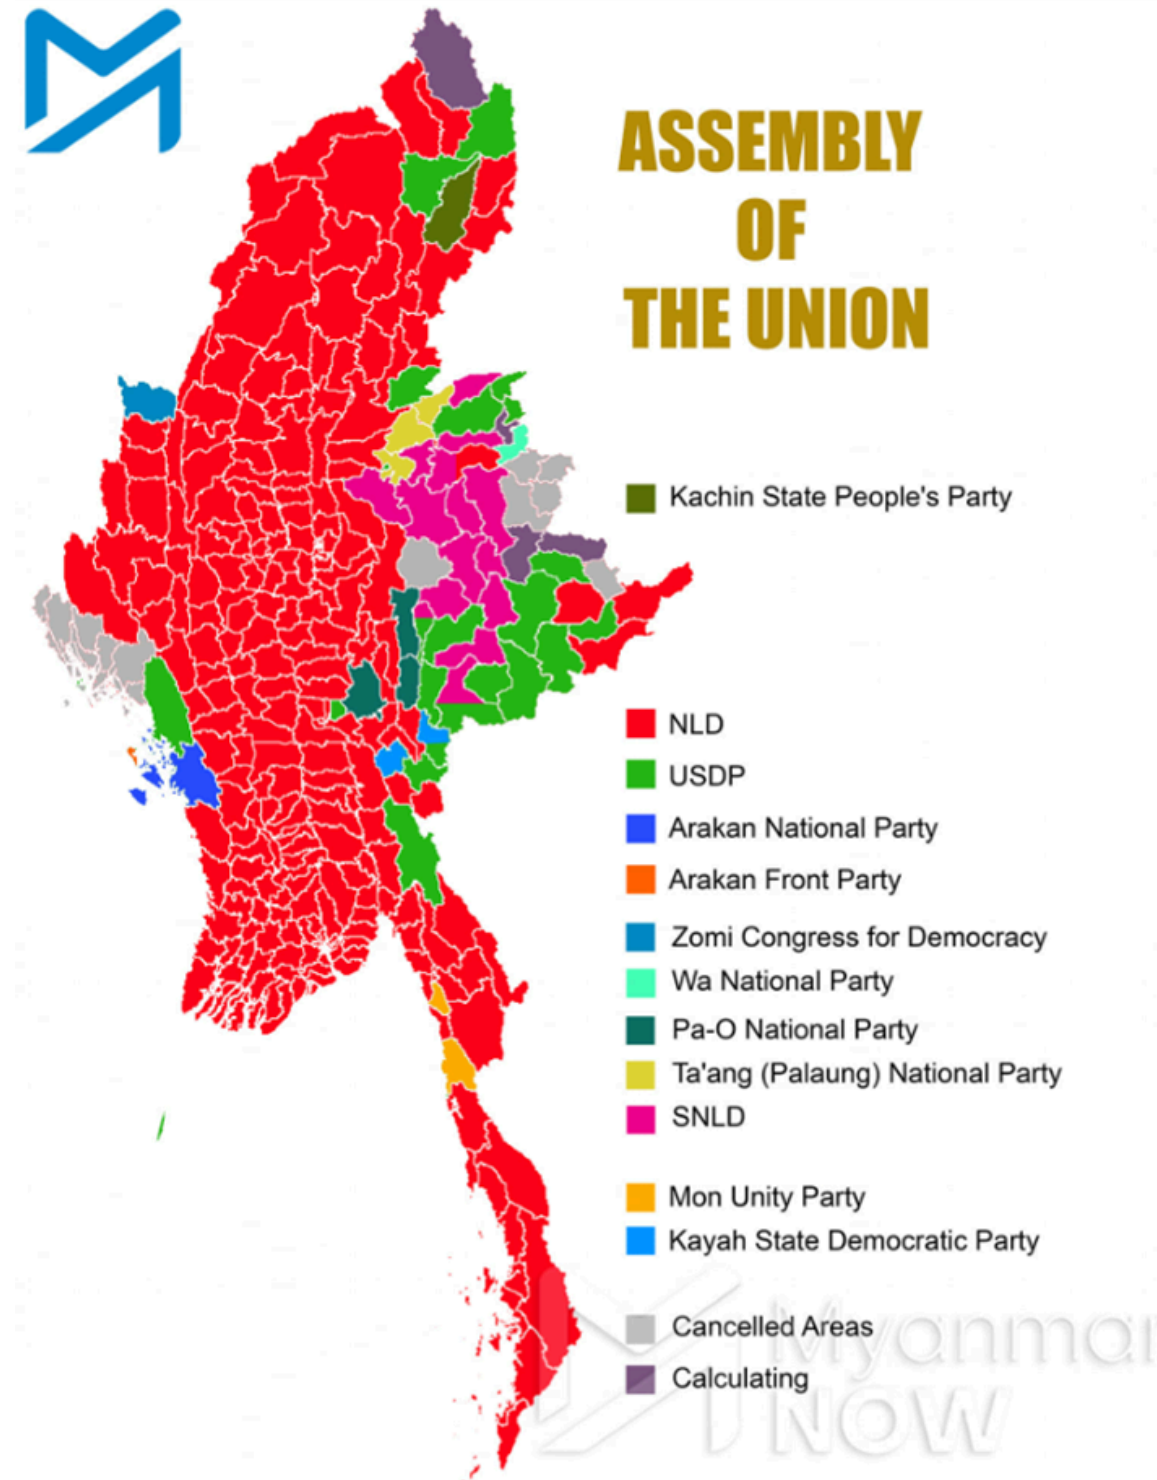 ASSEMBLY
OF
THE UNION
Kachin State People's Party
NLD
USDP
Arakan National Party
Arakan Front Party
Zomi Congress for Democracy
Wa National Party
Pa-O National Party
Ta'ang (Palaung) National Party
SNLD
Mon Unity Party
Kayah State Democratic Party
Cancelled Areas
Calculating
Myanmar
NOW